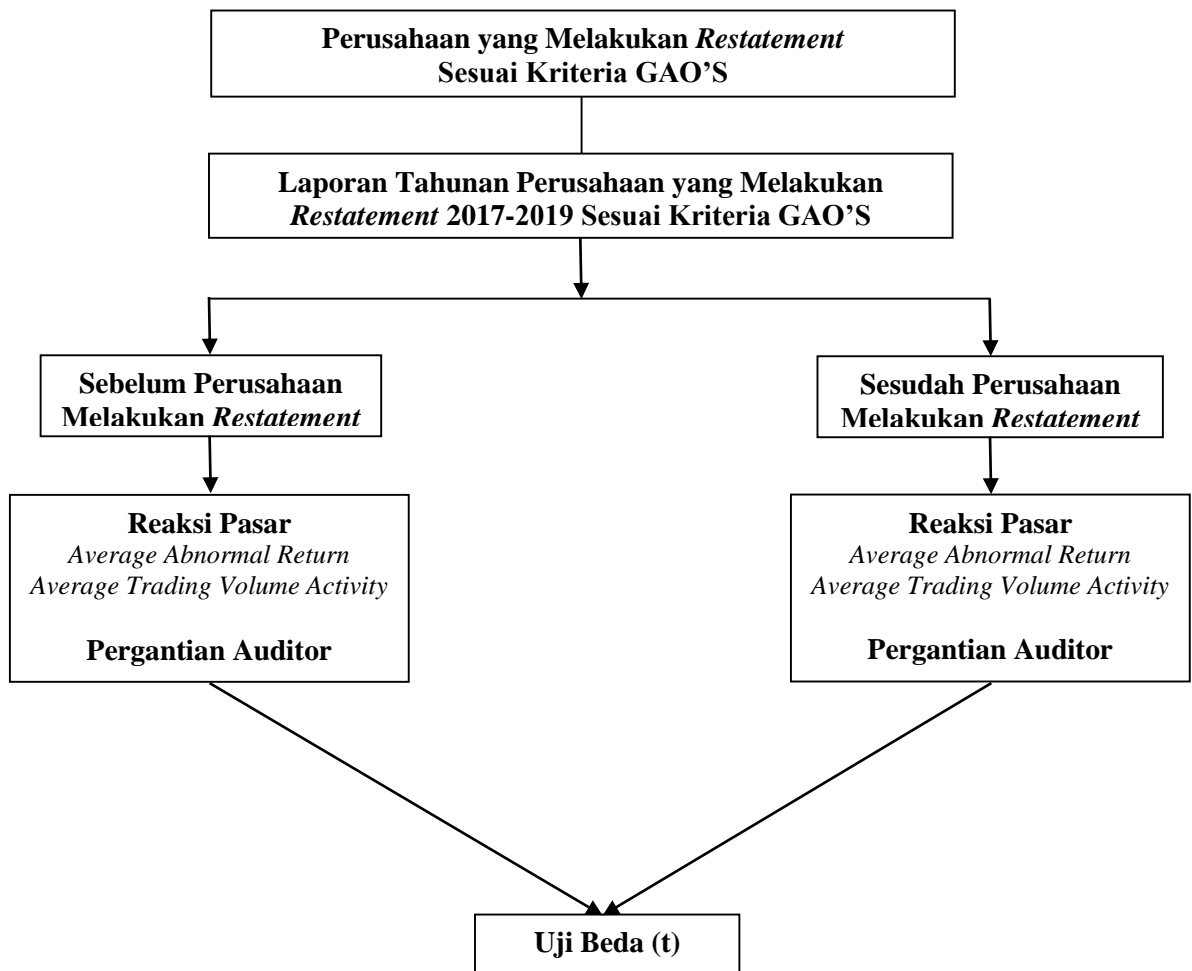 Perusahaan yang Melakukan Restatement
Sesuai Kriteria GAO’S
Laporan Tahunan Perusahaan yang Melakukan
Restatement 2017-2019 Sesuai Kriteria GAO’S
Sebelum Perusahaan
Melakukan Restatement
Sesudah Perusahaan
Melakukan Restatement
Reaksi Pasar
Average Abnormal Return
Average Trading Volume Activity
Pergantian Auditor
Reaksi Pasar
Average Abnormal Return
Average Trading Volume Activity
Pergantian Auditor
Uji Beda (t)